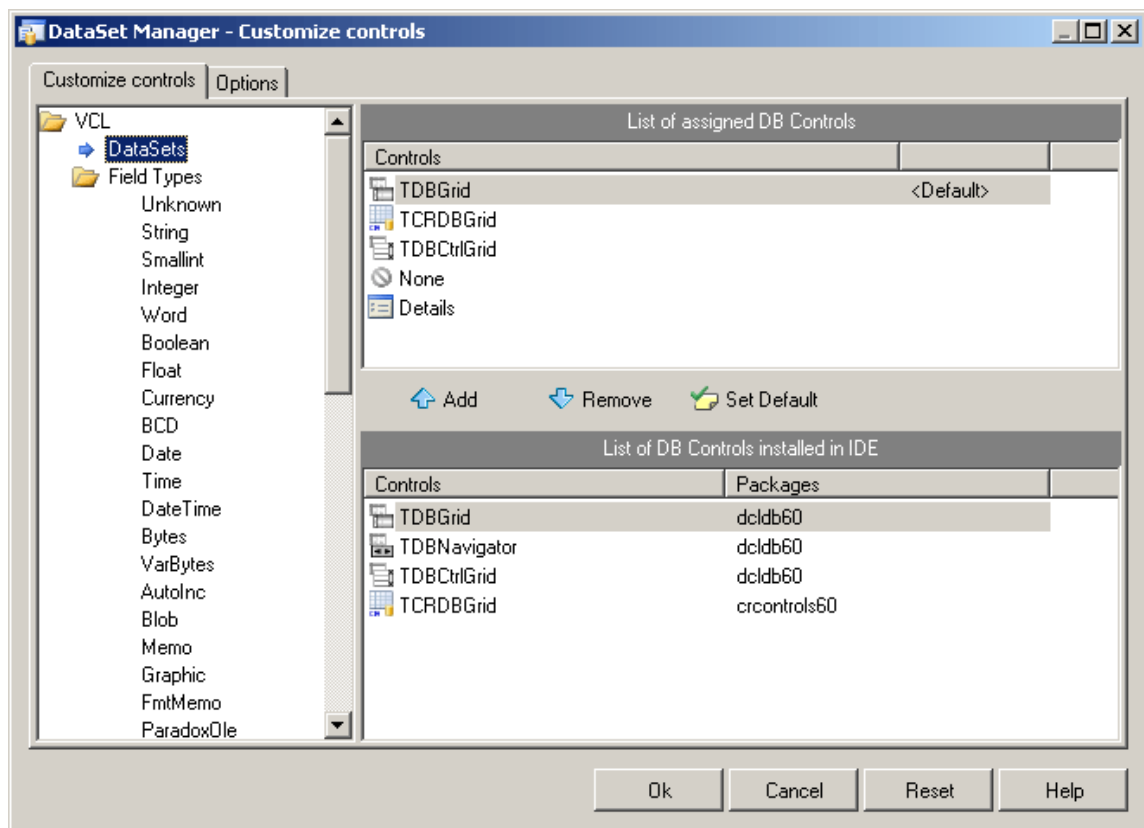 DataSet Manager - Customize controls
Customize controls Options
VCL
DataSets
Field Types
Unknown
String
Smallint
Integer
Word
Boolean
Float
Currency
BCD
Date
Time
DateTime
Bytes
VarBytes
AutoInc
Blob
Memo
Graphic
FmtMemo
ParadoxOle
List of assigned DB Controls
Controls
TDBGrid <Default>
TCRDBGrid
TDBCtrlGrid
None
Details
Add Remove Set Default
List of DB Controls installed in IDE
Controls Packages
TDBGrid dcldb60
TDBNavigator dcldb60
TDBCtrlGrid dcldb60
TCRDBGrid crcontrols60
Ok Cancel Reset Help